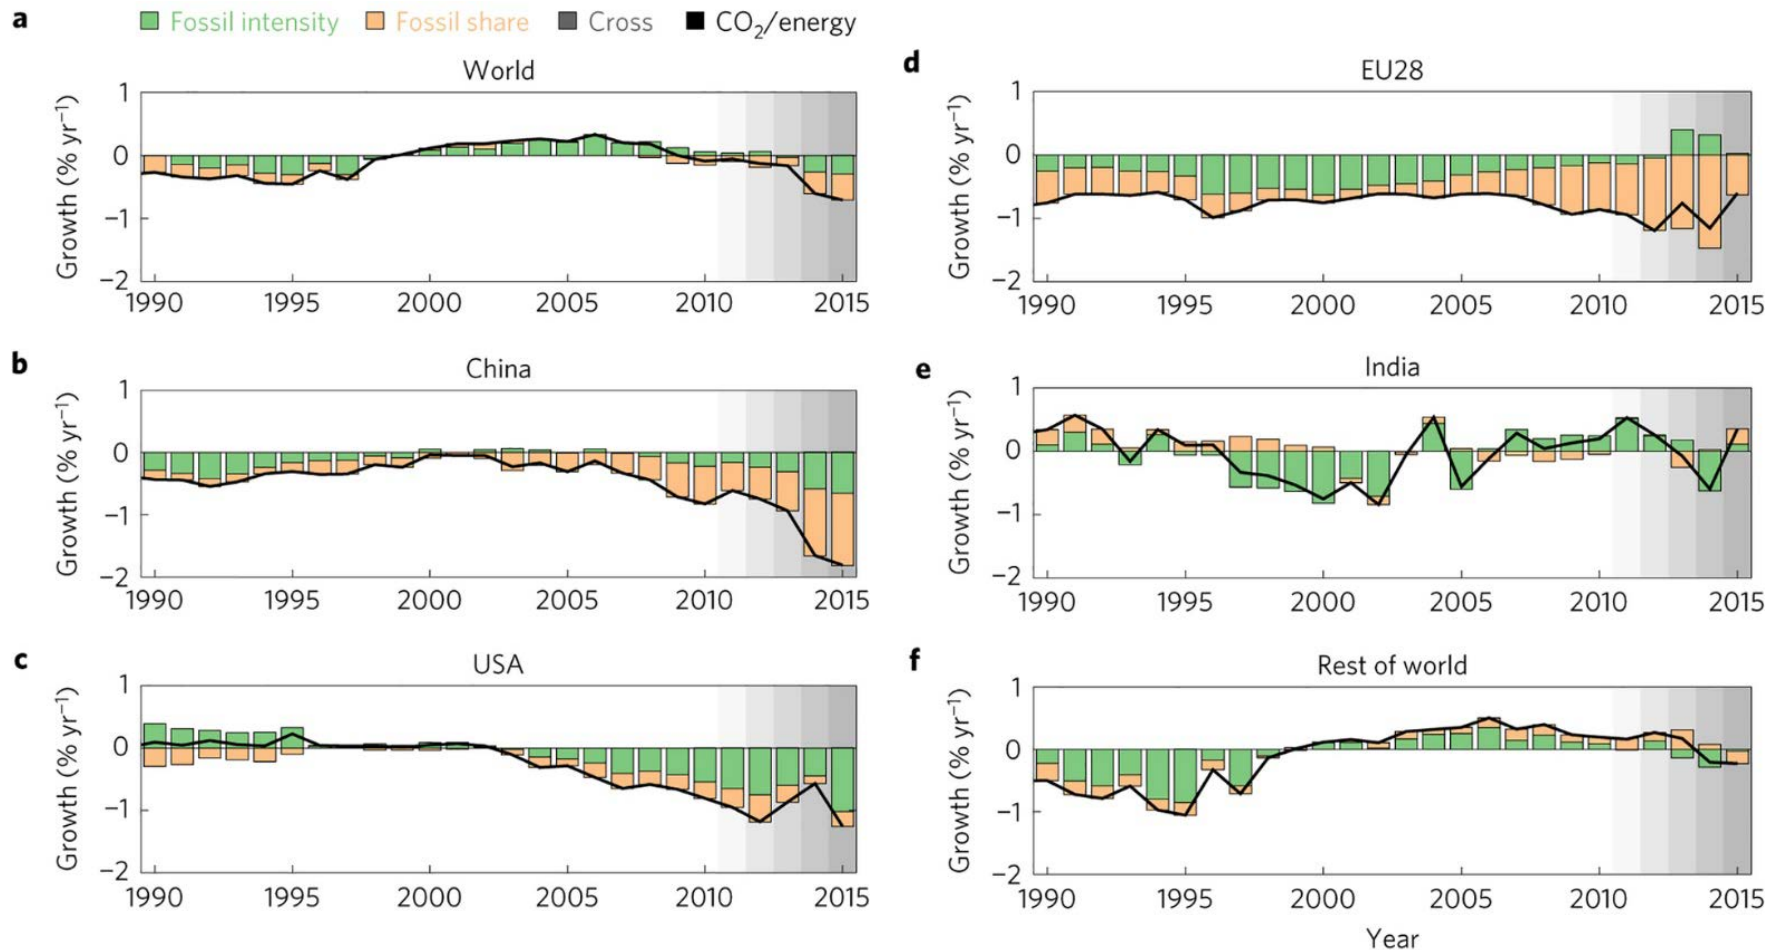 a
Fossil intensity Fossil share Cross CO₂/energy
World
Growth (% yr⁻¹)
1
0
−1
−2
1990 1995 2000 2005 2010 2015
b
China
Growth (% yr⁻¹)
1
0
−1
−2
1990 1995 2000 2005 2010 2015
c
USA
Growth (% yr⁻¹)
1
0
−1
−2
1990 1995 2000 2005 2010 2015
d
EU28
Growth (% yr⁻¹)
1
0
−1
−2
1990 1995 2000 2005 2010 2015
e
India
Growth (% yr⁻¹)
1
0
−1
−2
1990 1995 2000 2005 2010 2015
f
Rest of world
Growth (% yr⁻¹)
1
0
−1
−2
1990 1995 2000 2005 2010 2015
Year